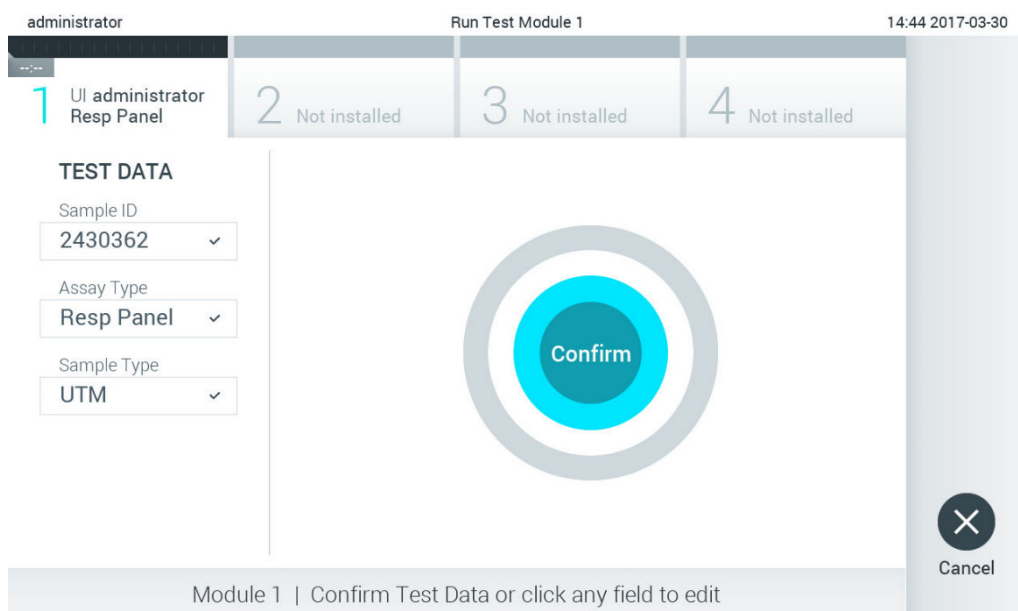 administrator
Run Test Module 1
14:44 2017-03-30
--:--
1
UI administrator
Resp Panel
2 Not installed
3 Not installed
4 Not installed
TEST DATA
Sample ID
2430362
Assay Type
Resp Panel
Sample Type
UTM
Confirm
Cancel
Module 1 | Confirm Test Data or click any field to edit